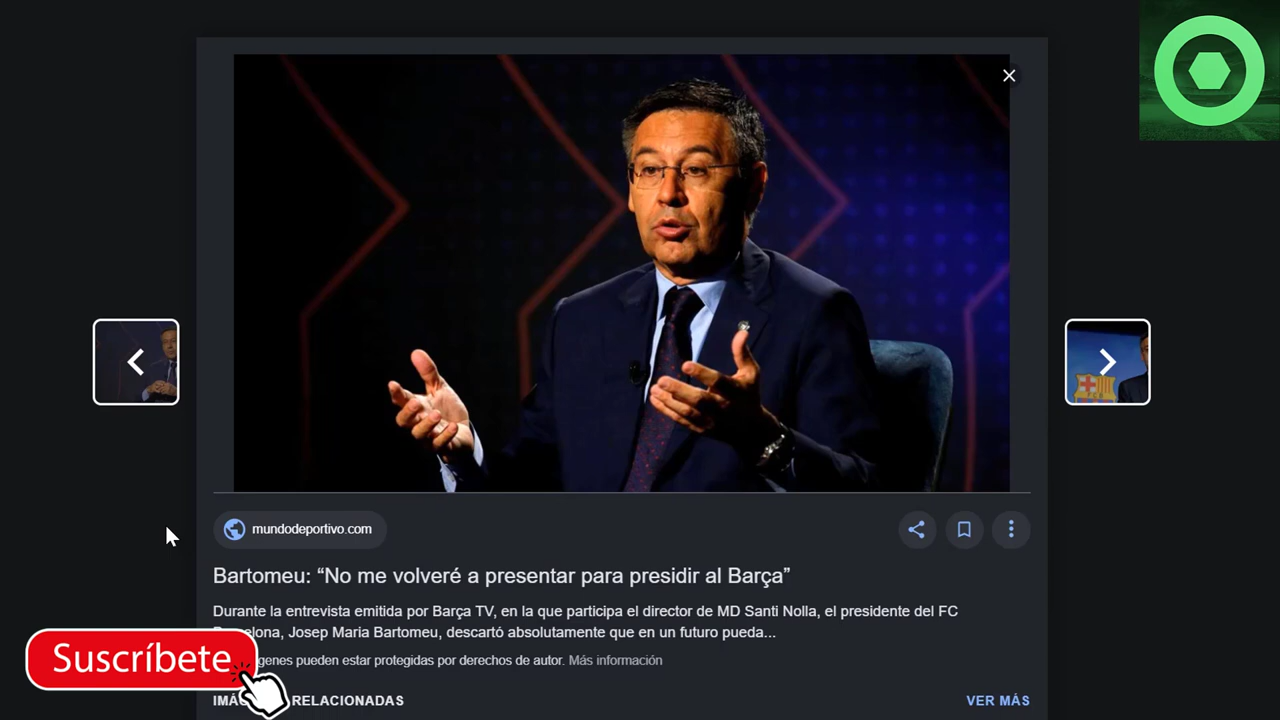 mundodeportivo.com
Bartomeu: “No me volveré a presentar para presidir al Barça”
Durante la entrevista emitida por Barça TV, en la que participa el director de MD Santi Nolla, el presidente del FC
Josep Maria Bartomeu, descartó absolutamente que en un futuro pueda...
pueden estar protegidas por derechos de autor. Más información
Suscríbete
RELACIONADAS
VER MÁS